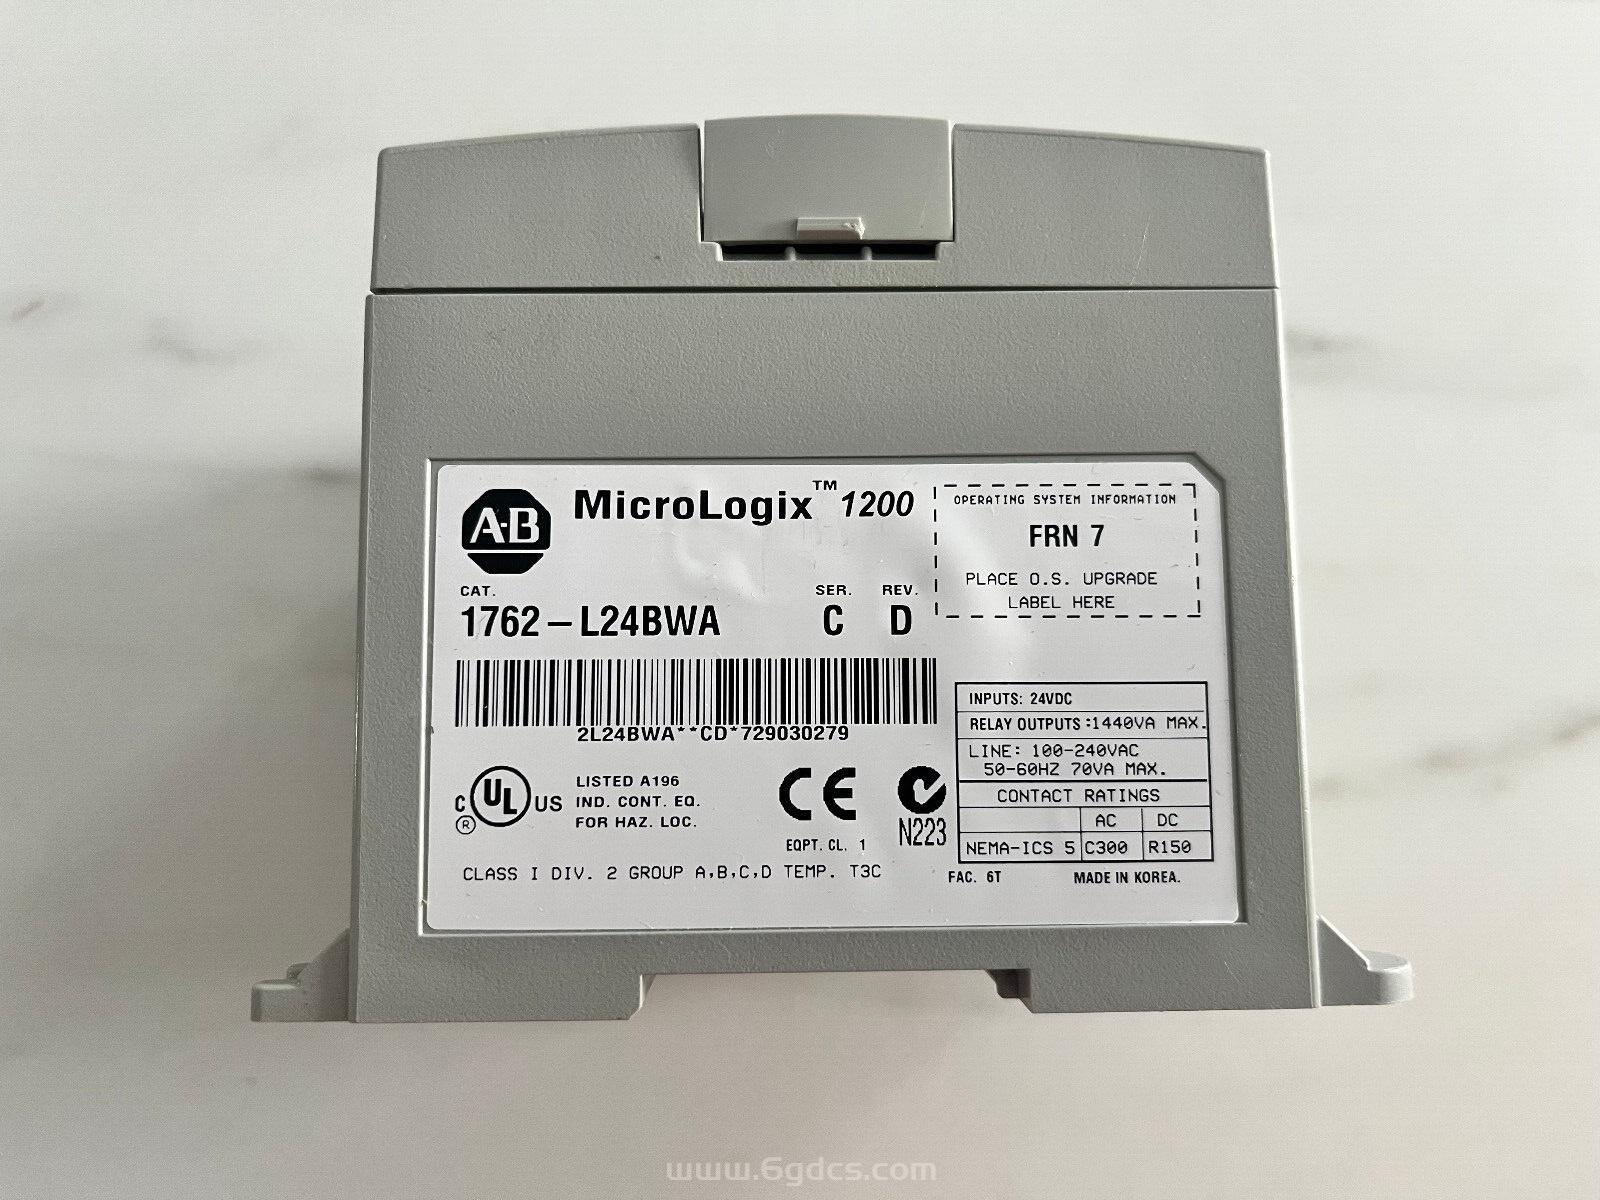 A-B
MicroLogix™ 1200
OPERATING SYSTEM INFORMATION
FRN 7
PLACE O.S. UPGRADE
LABEL HERE
CAT.
SER.
REV.
1762-L24BWA
C
D
2L24BWA**CD*729030279
INPUTS: 24VDC
RELAY OUTPUTS:1440VA MAX.
LINE: 100-240VAC
50-60HZ 70VA MAX.
CONTACT RATINGS
AC DC
NEMA-ICS 5 C300 R150
C UL US
®
LISTED A196
IND. CONT. EQ.
FOR HAZ. LOC.
CE
EQPT. CL. 1
N223
CLASS I DIV. 2 GROUP A,B,C,D TEMP. T3C
FAC. 6T
MADE IN KOREA.
www.6gdcs.com